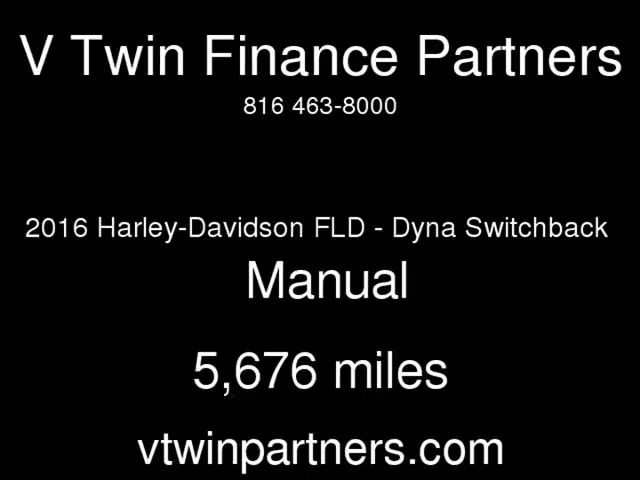 V Twin Finance Partners
816 463-8000
2016 Harley-Davidson FLD - Dyna Switchback
Manual
5,676 miles
vtwinpartners.com